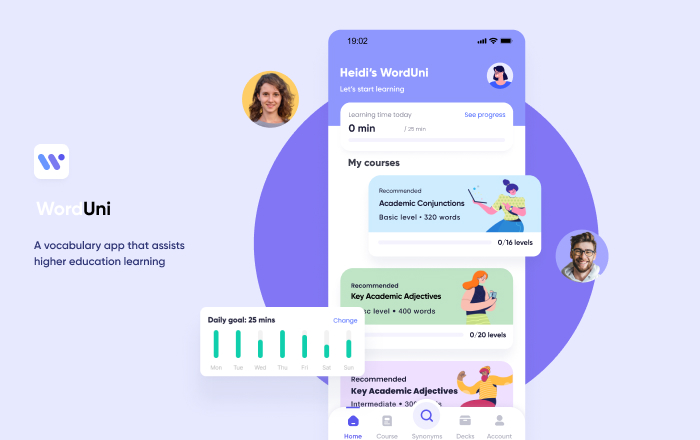 WordUni
A vocabulary app that assists
higher education learning
19:02
Heidi's WordUni
Let's start learning
Learning time today
See progress
0 min
/ 25 min
My courses
Recommended
Academic Conjunctions
Basic level • 320 words
0/16 levels
Recommended
Key Academic Adjectives
level • 400 words
0/20 levels
Daily goal: 25 mins
Change
Mon Tue Wed Thu Fri Sat Sun
Recommended
Key Academic Adjectives
Intermediate •
Home Course Synonyms Decks Account